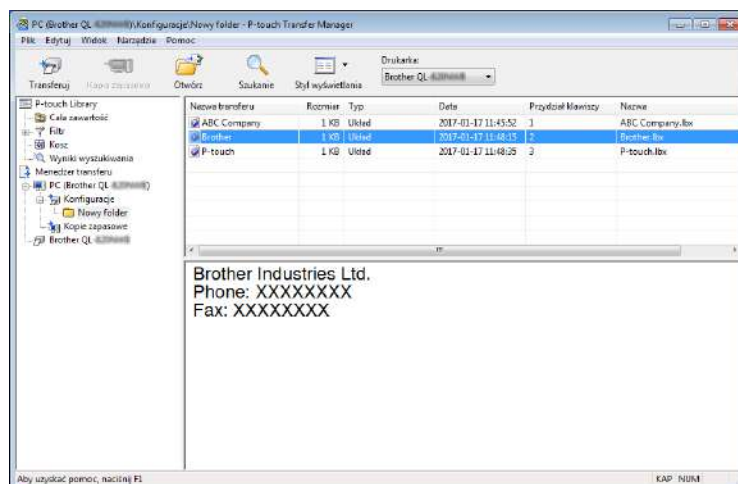 PC (Brother QL )\Konfiguracje\Nowy folder - P-touch Transfer Manager
Plik Edytuj Widok Narzędzia Pomoc
Transferuj Kopia zapasowa Otwórz Szukanie Styl wyświetlania
Drukarka:
Brother QL
P-touch Library
Cała zawartość
Filtr
Kosz
Wyniki wyszukiwania
Menedżer transferu
PC (Brother QL )
Konfiguracje
Nowy folder
Kopie zapasowe
Brother QL
Nazwa transferu Rozmiar Typ Data Przydział klawiszy Nazwa
ABC Company 1 KB Układ 2017-01-17 11:45:52 1 ABC Company.lbx
Brother 1 KB Układ 2017-01-17 11:48:15 2 Brother.lbx
P-touch 1 KB Układ 2017-01-17 11:48:35 3 P-touch.lbx
Brother Industries Ltd.
Phone: XXXXXXXX
Fax: XXXXXXXX
Aby uzyskać pomoc, naciśnij F1
KAP NUM